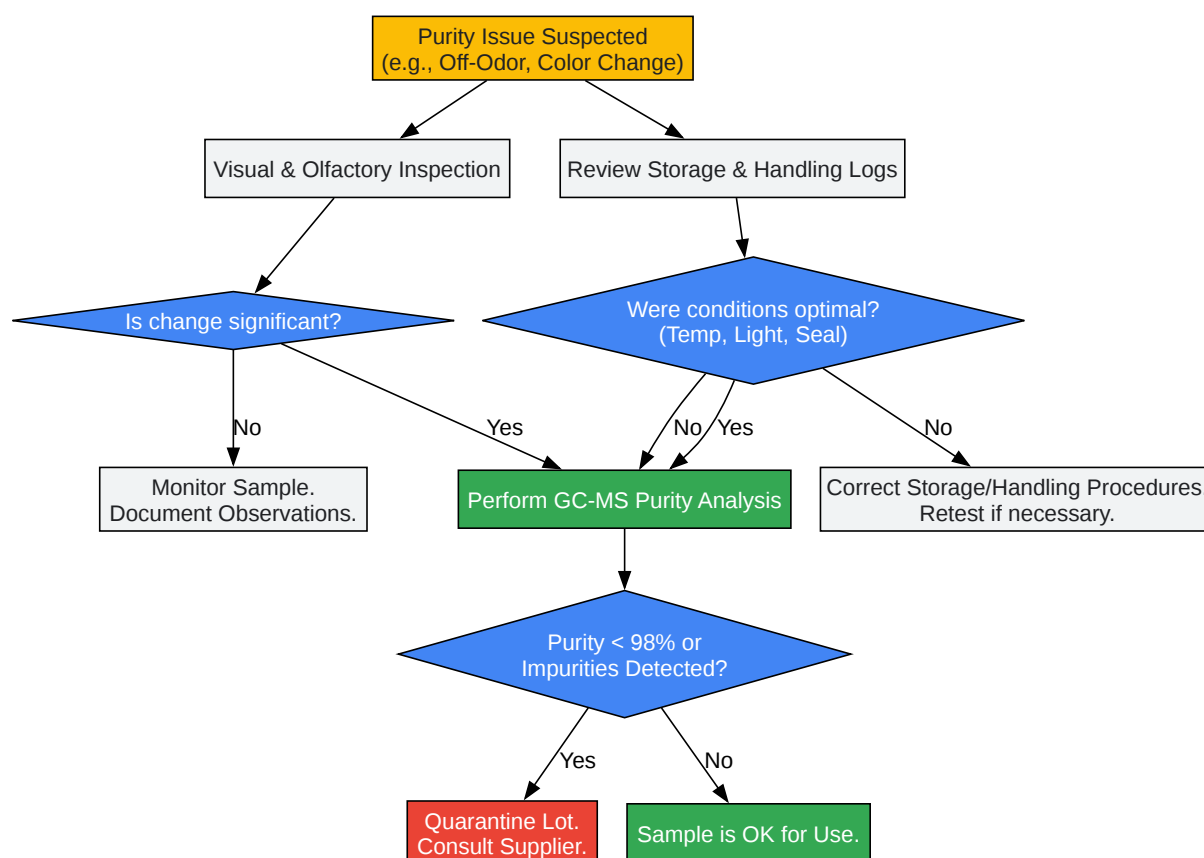 Purity Issue Suspected
(e.g., Off-Odor, Color Change)
Visual & Olfactory Inspection
Review Storage & Handling Logs
Is change significant?
Were conditions optimal?
(Temp, Light, Seal)
No
Yes
No
Yes
No
Monitor Sample.
Document Observations.
Perform GC-MS Purity Analysis
Correct Storage/Handling Procedures.
Retest if necessary.
Purity < 98% or
Impurities Detected?
Yes
No
Quarantine Lot.
Consult Supplier.
Sample is OK for Use.